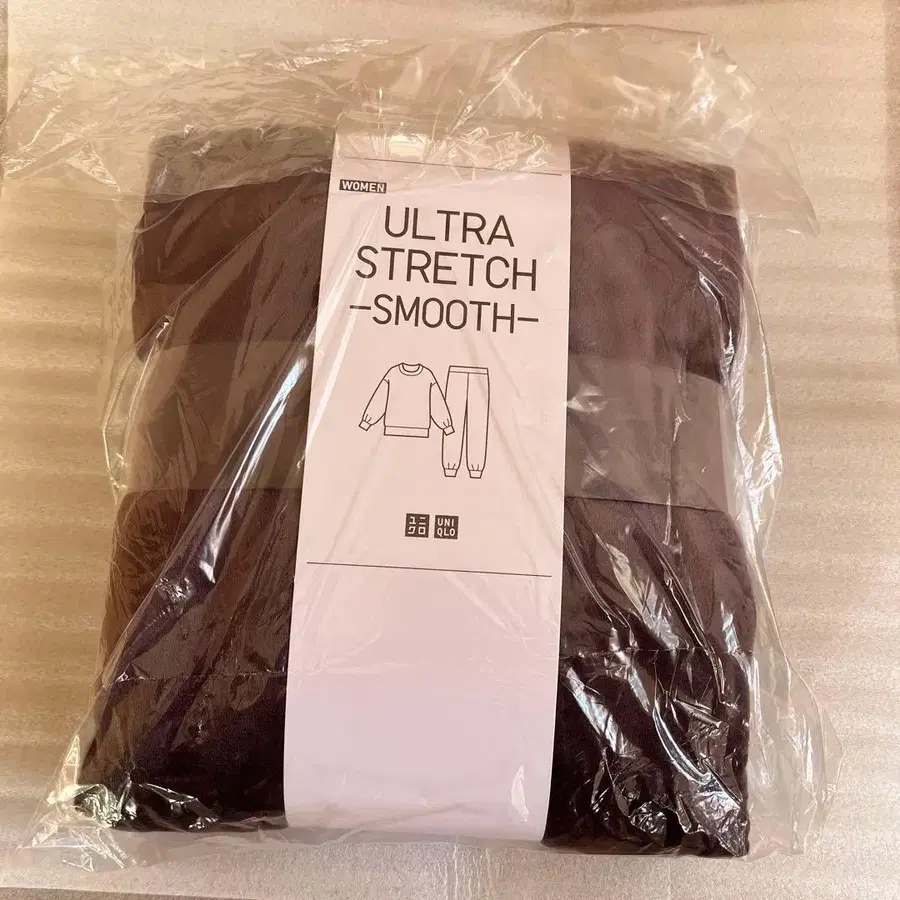 WOMEN
ULTRA
STRETCH
–SMOOTH–
ユニ UNI
クロ QLO